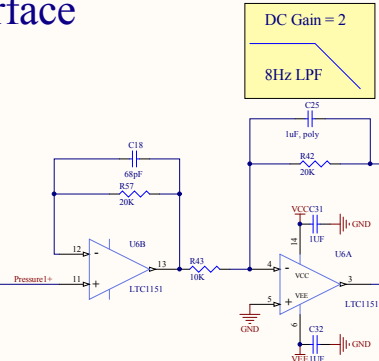 rface
DC Gain = 2
8Hz LPF
C25
1uF, poly
R42
20K
C18
68pF
R57
20K
VCC
C31
GND
1UF
14
U6B
U6A
12
-
13
R43
10K
4
-
VCC
3
Pressure1+
11
+
LTC1151
5
+
VEE
LTC1151
GND
6
C32
GND
VEE
1UF